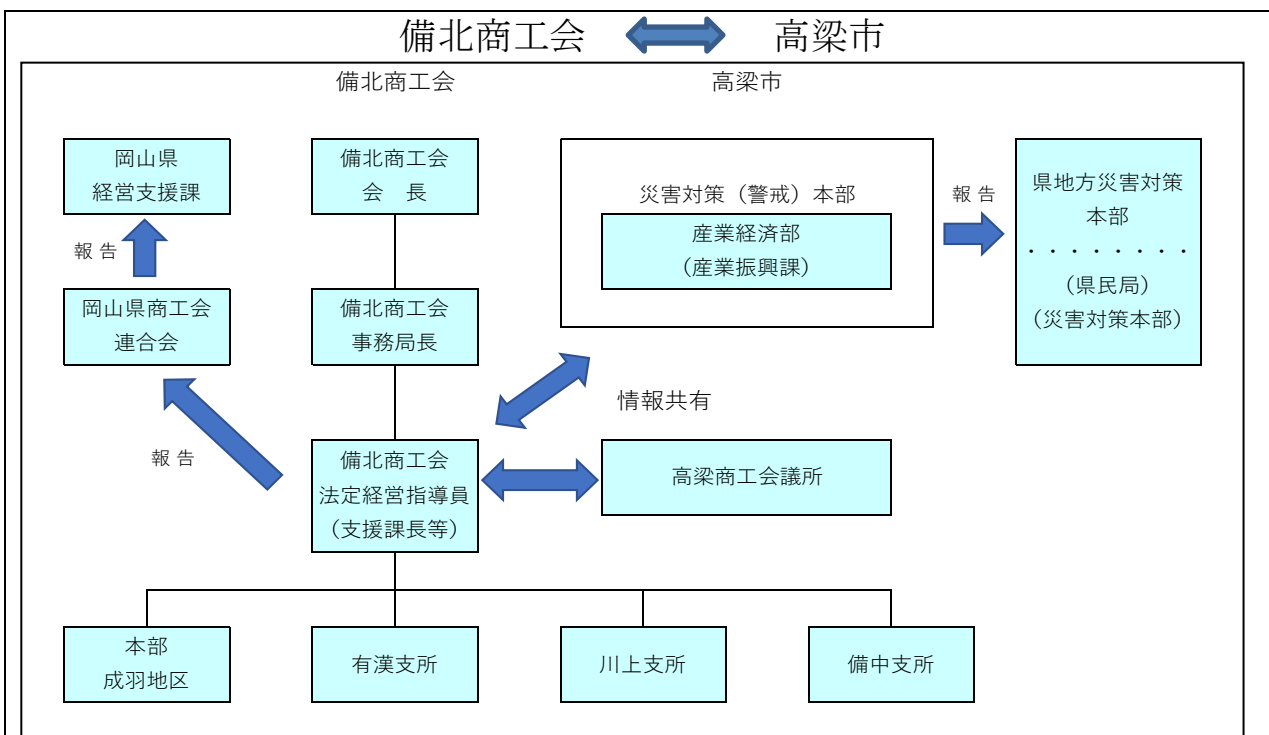 備北商工会 高梁市
備北商工会
高梁市
岡山県
経営支援課
備北商工会
会 長
災害対策（警戒）本部
産業経済部
（産業振興課）
報 告
県地方災害対策
本部
・・・・・・・・
（県民局）
（災害対策本部）
報 告
岡山県商工会
連合会
備北商工会
事務局長
情報共有
報 告
備北商工会
法定経営指導員
（支援課長等）
高梁商工会議所
本部
成羽地区
有漢支所
川上支所
備中支所